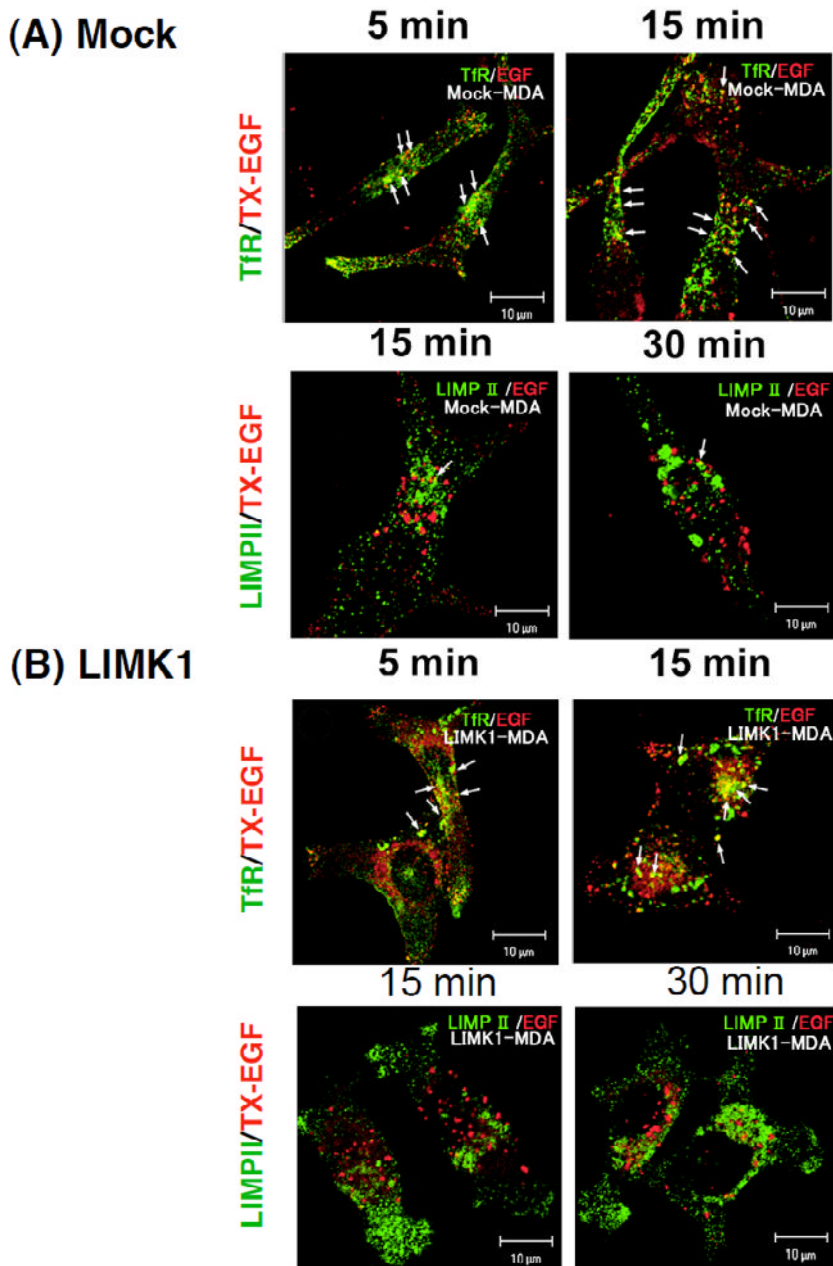 (A) Mock
5 min
15 min
TfR/TX-EGF
TfR/EGF
Mock-MDA
10 μm
TfR/EGF
Mock-MDA
10 μm
15 min
30 min
LIMPII/TX-EGF
LIMP II /EGF
Mock-MDA
10 μm
LIMP II /EGF
Mock-MDA
10 μm
(B) LIMK1
5 min
15 min
TfR/TX-EGF
TfR/EGF
LIMK1-MDA
10 μm
TfR/EGF
LIMK1-MDA
10 μm
15 min
30 min
LIMPII/TX-EGF
LIMP II /EGF
LIMK1-MDA
10 μm
LIMP II /EGF
LIMK1-MDA
10 μm